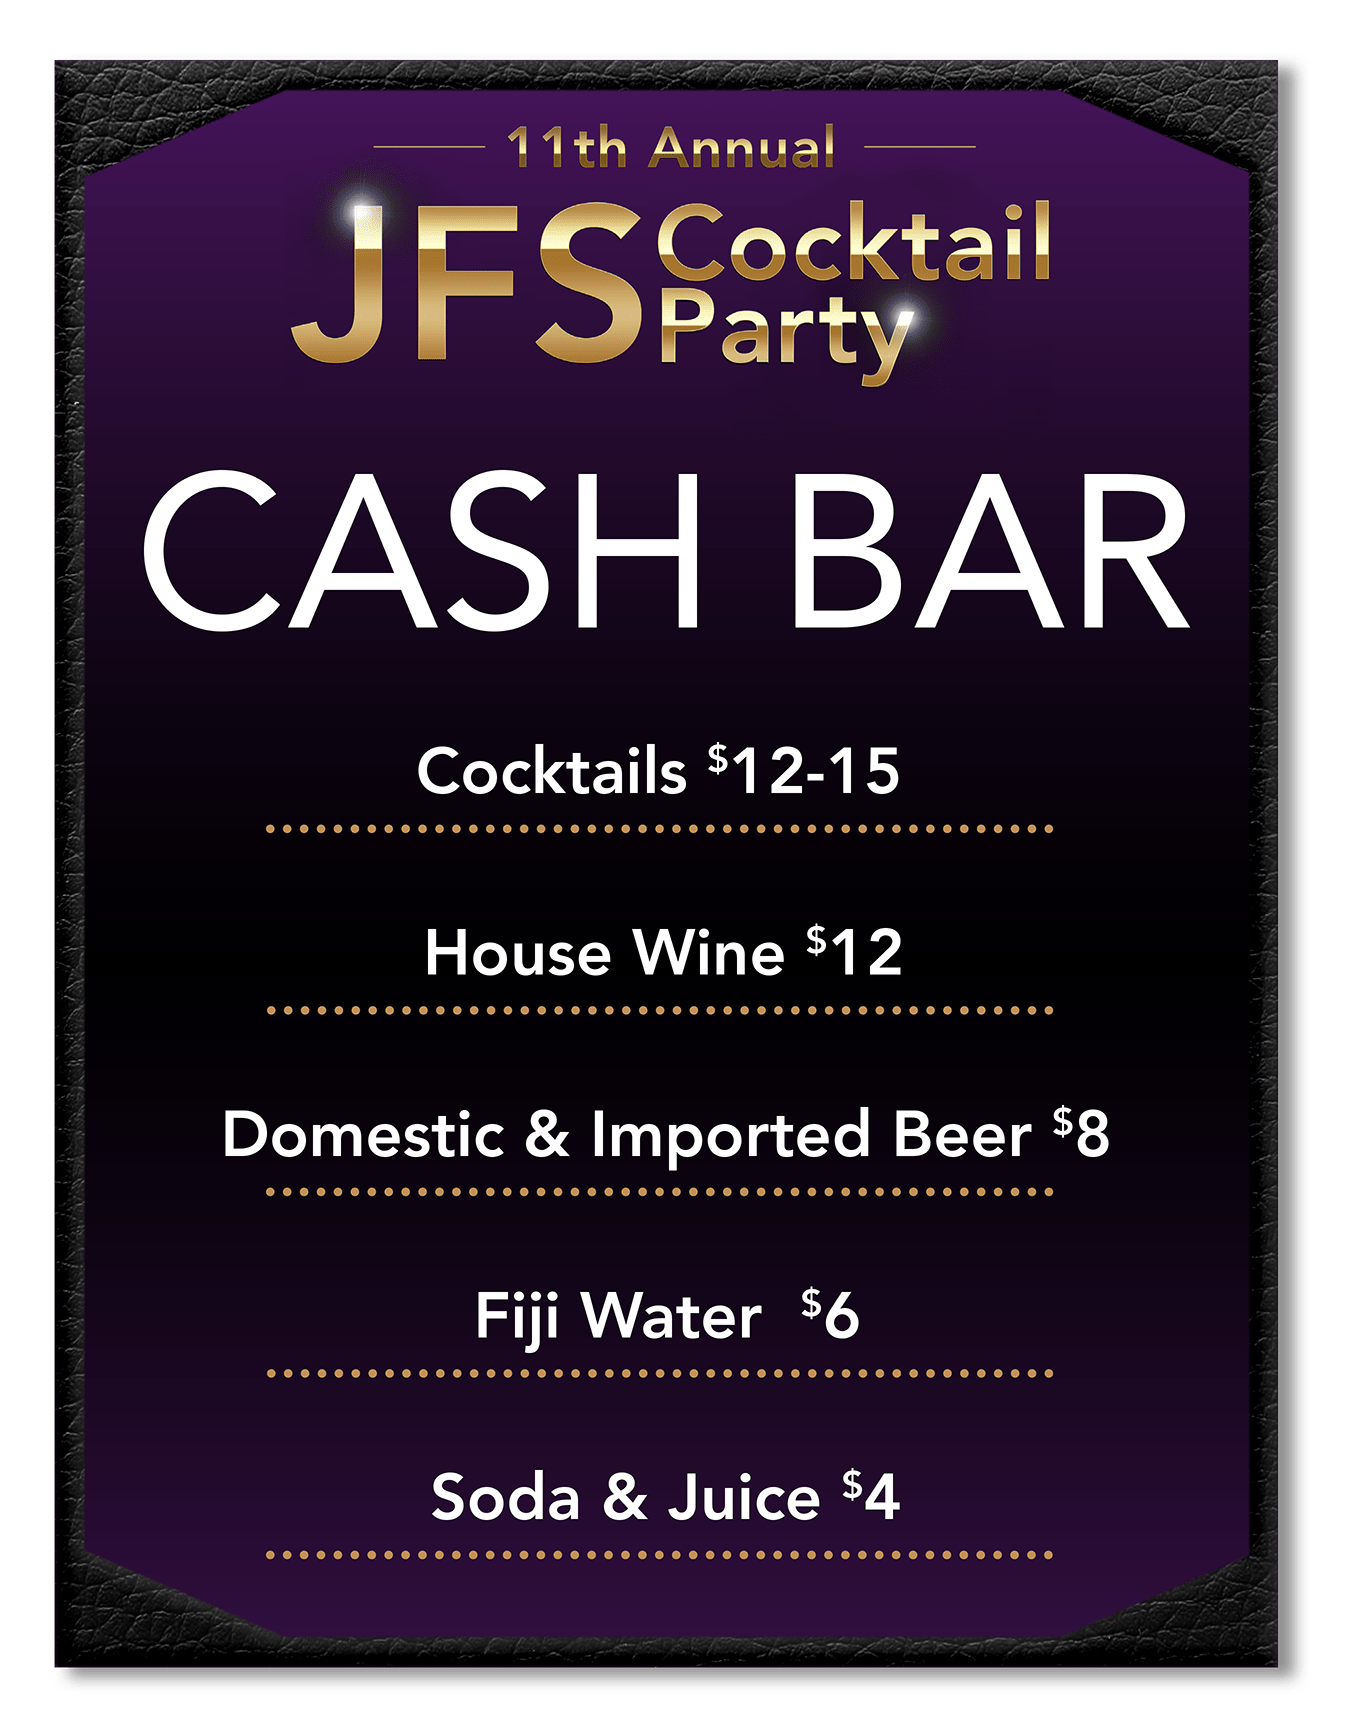 11th Annual
JFS Cocktail
Party
CASH BAR
Cocktails $12-15
House Wine $12
Domestic & Imported Beer $8
Fiji Water $6
Soda & Juice $4